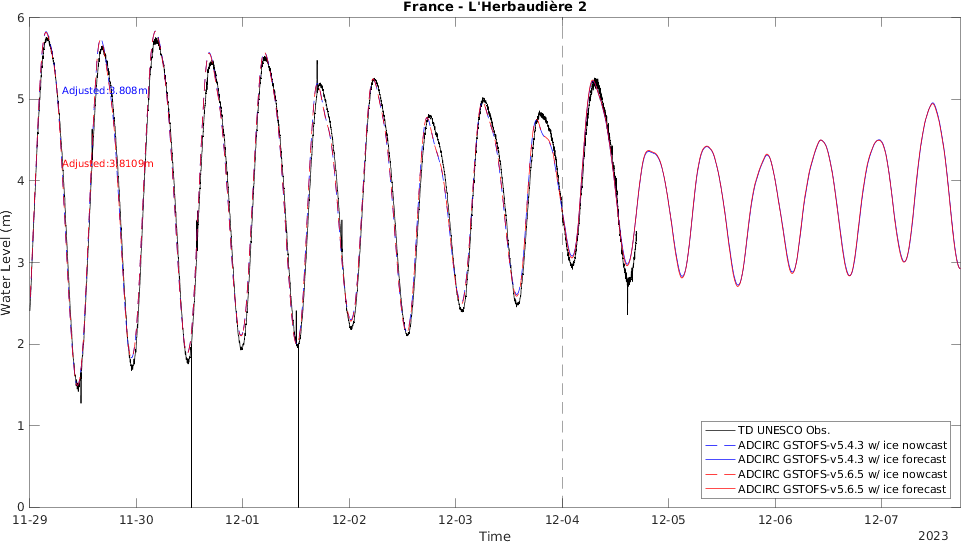 France - L'Herbaudière 2
6
5
4
3
2
1
0
Water Level (m)
Adjusted:3.808m
Adjusted:3.8109m
TD UNESCO Obs.
ADCIRC GSTOFS-v5.4.3 w/ ice nowcast
ADCIRC GSTOFS-v5.4.3 w/ ice forecast
ADCIRC GSTOFS-v5.6.5 w/ ice nowcast
ADCIRC GSTOFS-v5.6.5 w/ ice forecast
11-29 11-30 12-01 12-02 12-03 12-04 12-05 12-06 12-07
Time
2023